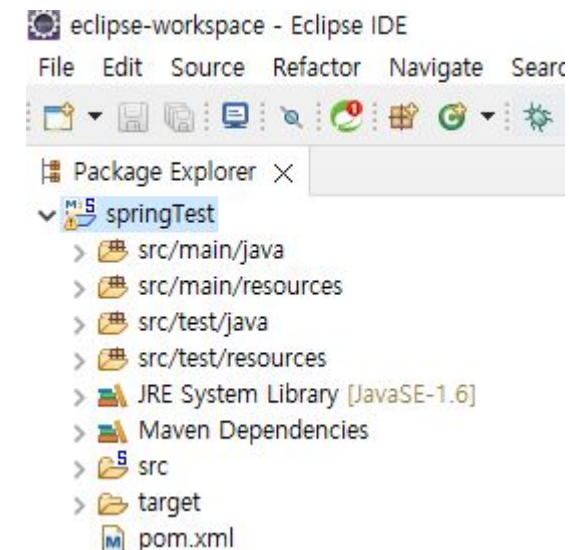 eclipse-workspace - Eclipse IDE
File Edit Source Refactor Navigate Searc
Package Explorer
springTest
src/main/java
src/main/resources
src/test/java
src/test/resources
JRE System Library [JavaSE-1.6]
Maven Dependencies
src
target
pom.xml